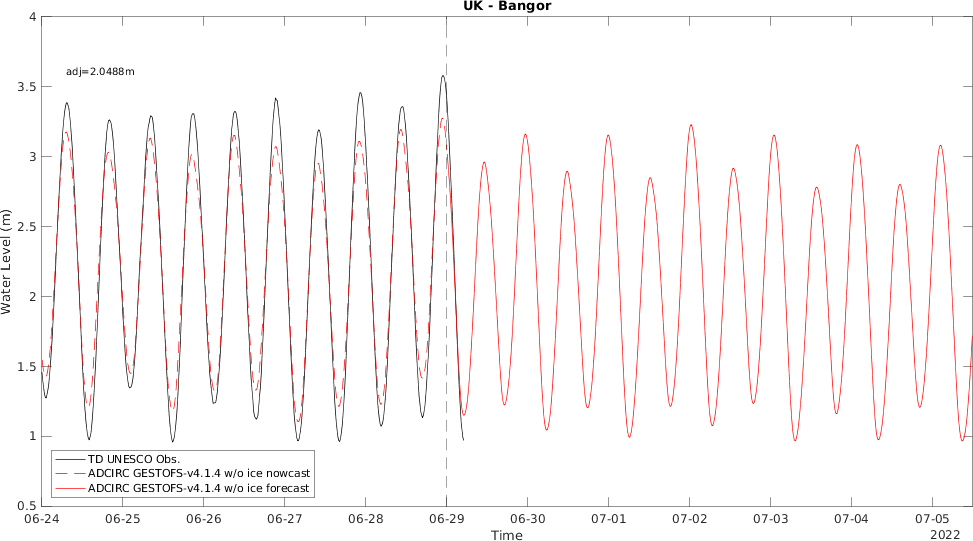 UK - Bangor
adj=2.0488m
Water Level (m)
4
3.5
3
2.5
2
1.5
1
0.5
TD UNESCO Obs.
ADCIRC GESTOFS-v4.1.4 w/o ice nowcast
ADCIRC GESTOFS-v4.1.4 w/o ice forecast
06-24 06-25 06-26 06-27 06-28 06-29 06-30 07-01 07-02 07-03 07-04 07-05
Time
2022